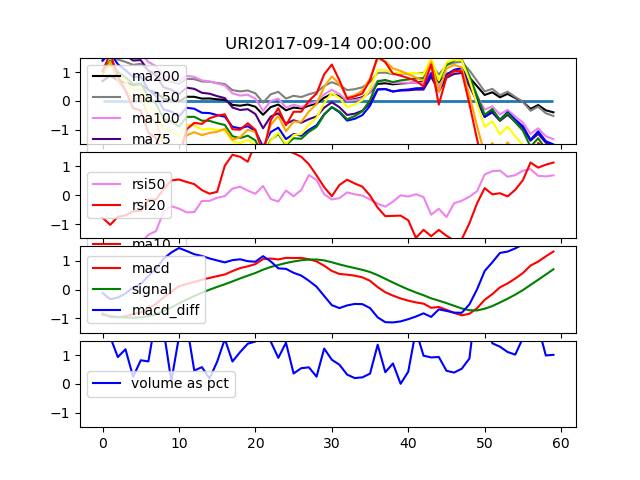 URI2017-09-14 00:00:00
1
0
−1
ma200
ma150
ma100
ma75
1
0
−1
rsi50
rsi20
ma10
1
0
−1
macd
signal
macd_diff
1
0
−1
volume as pct
0 10 20 30 40 50 60